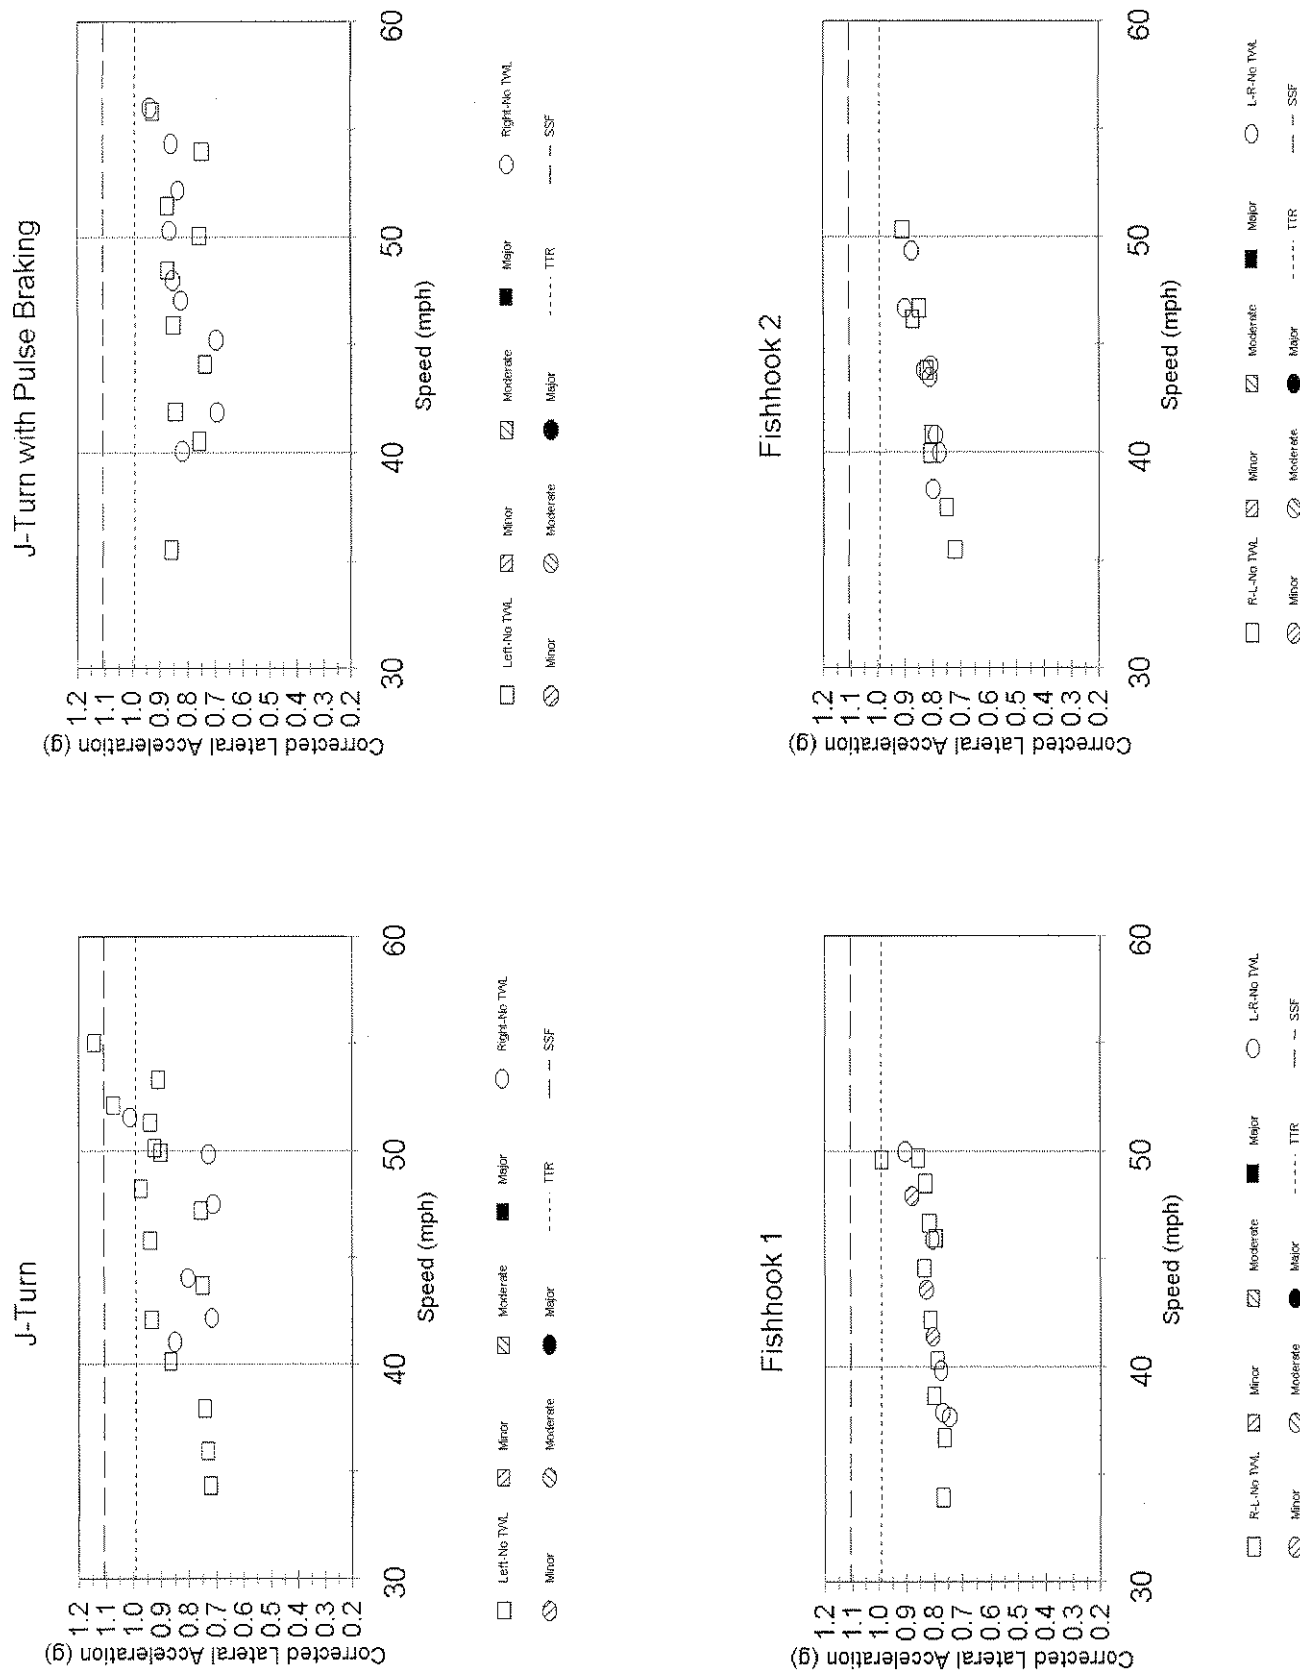 J-Turn
Corrected Lateral Acceleration
(g)
1.2
1.1
1.0
0.9
0.8
0.7
0.6
0.5
0.4
0.3
0.2
30
40
50
60
Speed (mph)
Left-No TWL
Minor
Moderate
Major
Right-No TWL
Minor
Moderate
Major
TTR
SSF
J-Turn with Pulse Braking
Corrected Lateral Acceleration
(g)
1.2
1.1
1.0
0.9
0.8
0.7
0.6
0.5
0.4
0.3
0.2
30
40
50
60
Speed (mph)
Left-No TWL
Minor
Moderate
Major
Right-No TWL
Minor
Moderate
Major
TTR
SSF
Fishhook 1
Corrected Lateral Acceleration
(g)
1.2
1.1
1.0
0.9
0.8
0.7
0.6
0.5
0.4
0.3
0.2
30
40
50
60
Speed (mph)
R-L-No TWL
Minor
Moderate
Major
L-R-No TWL
Minor
Moderate
Major
TTR
SSF
Fishhook 2
Corrected Lateral Acceleration
(g)
1.2
1.1
1.0
0.9
0.8
0.7
0.6
0.5
0.4
0.3
0.2
30
40
50
60
Speed (mph)
R-L-No TWL
Minor
Moderate
Major
L-R-No TWL
Minor
Moderate
Major
TTR
SSF